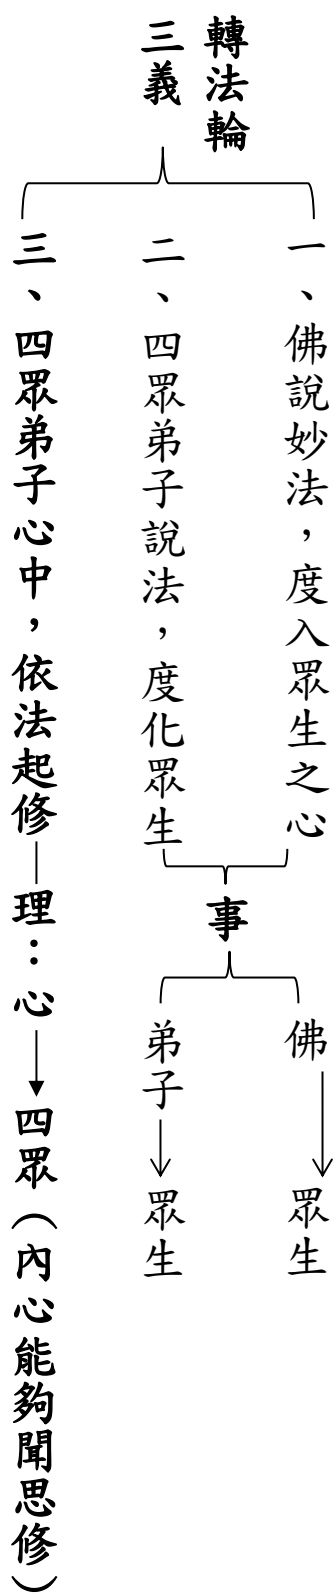 轉法輪
三義
一、佛說妙法，度入眾生之心
二、四眾弟子說法，度化眾生
事
佛 眾生
弟子 眾生
三、四眾弟子心中，依法起修 理：心 四眾（內心能夠聞思修）